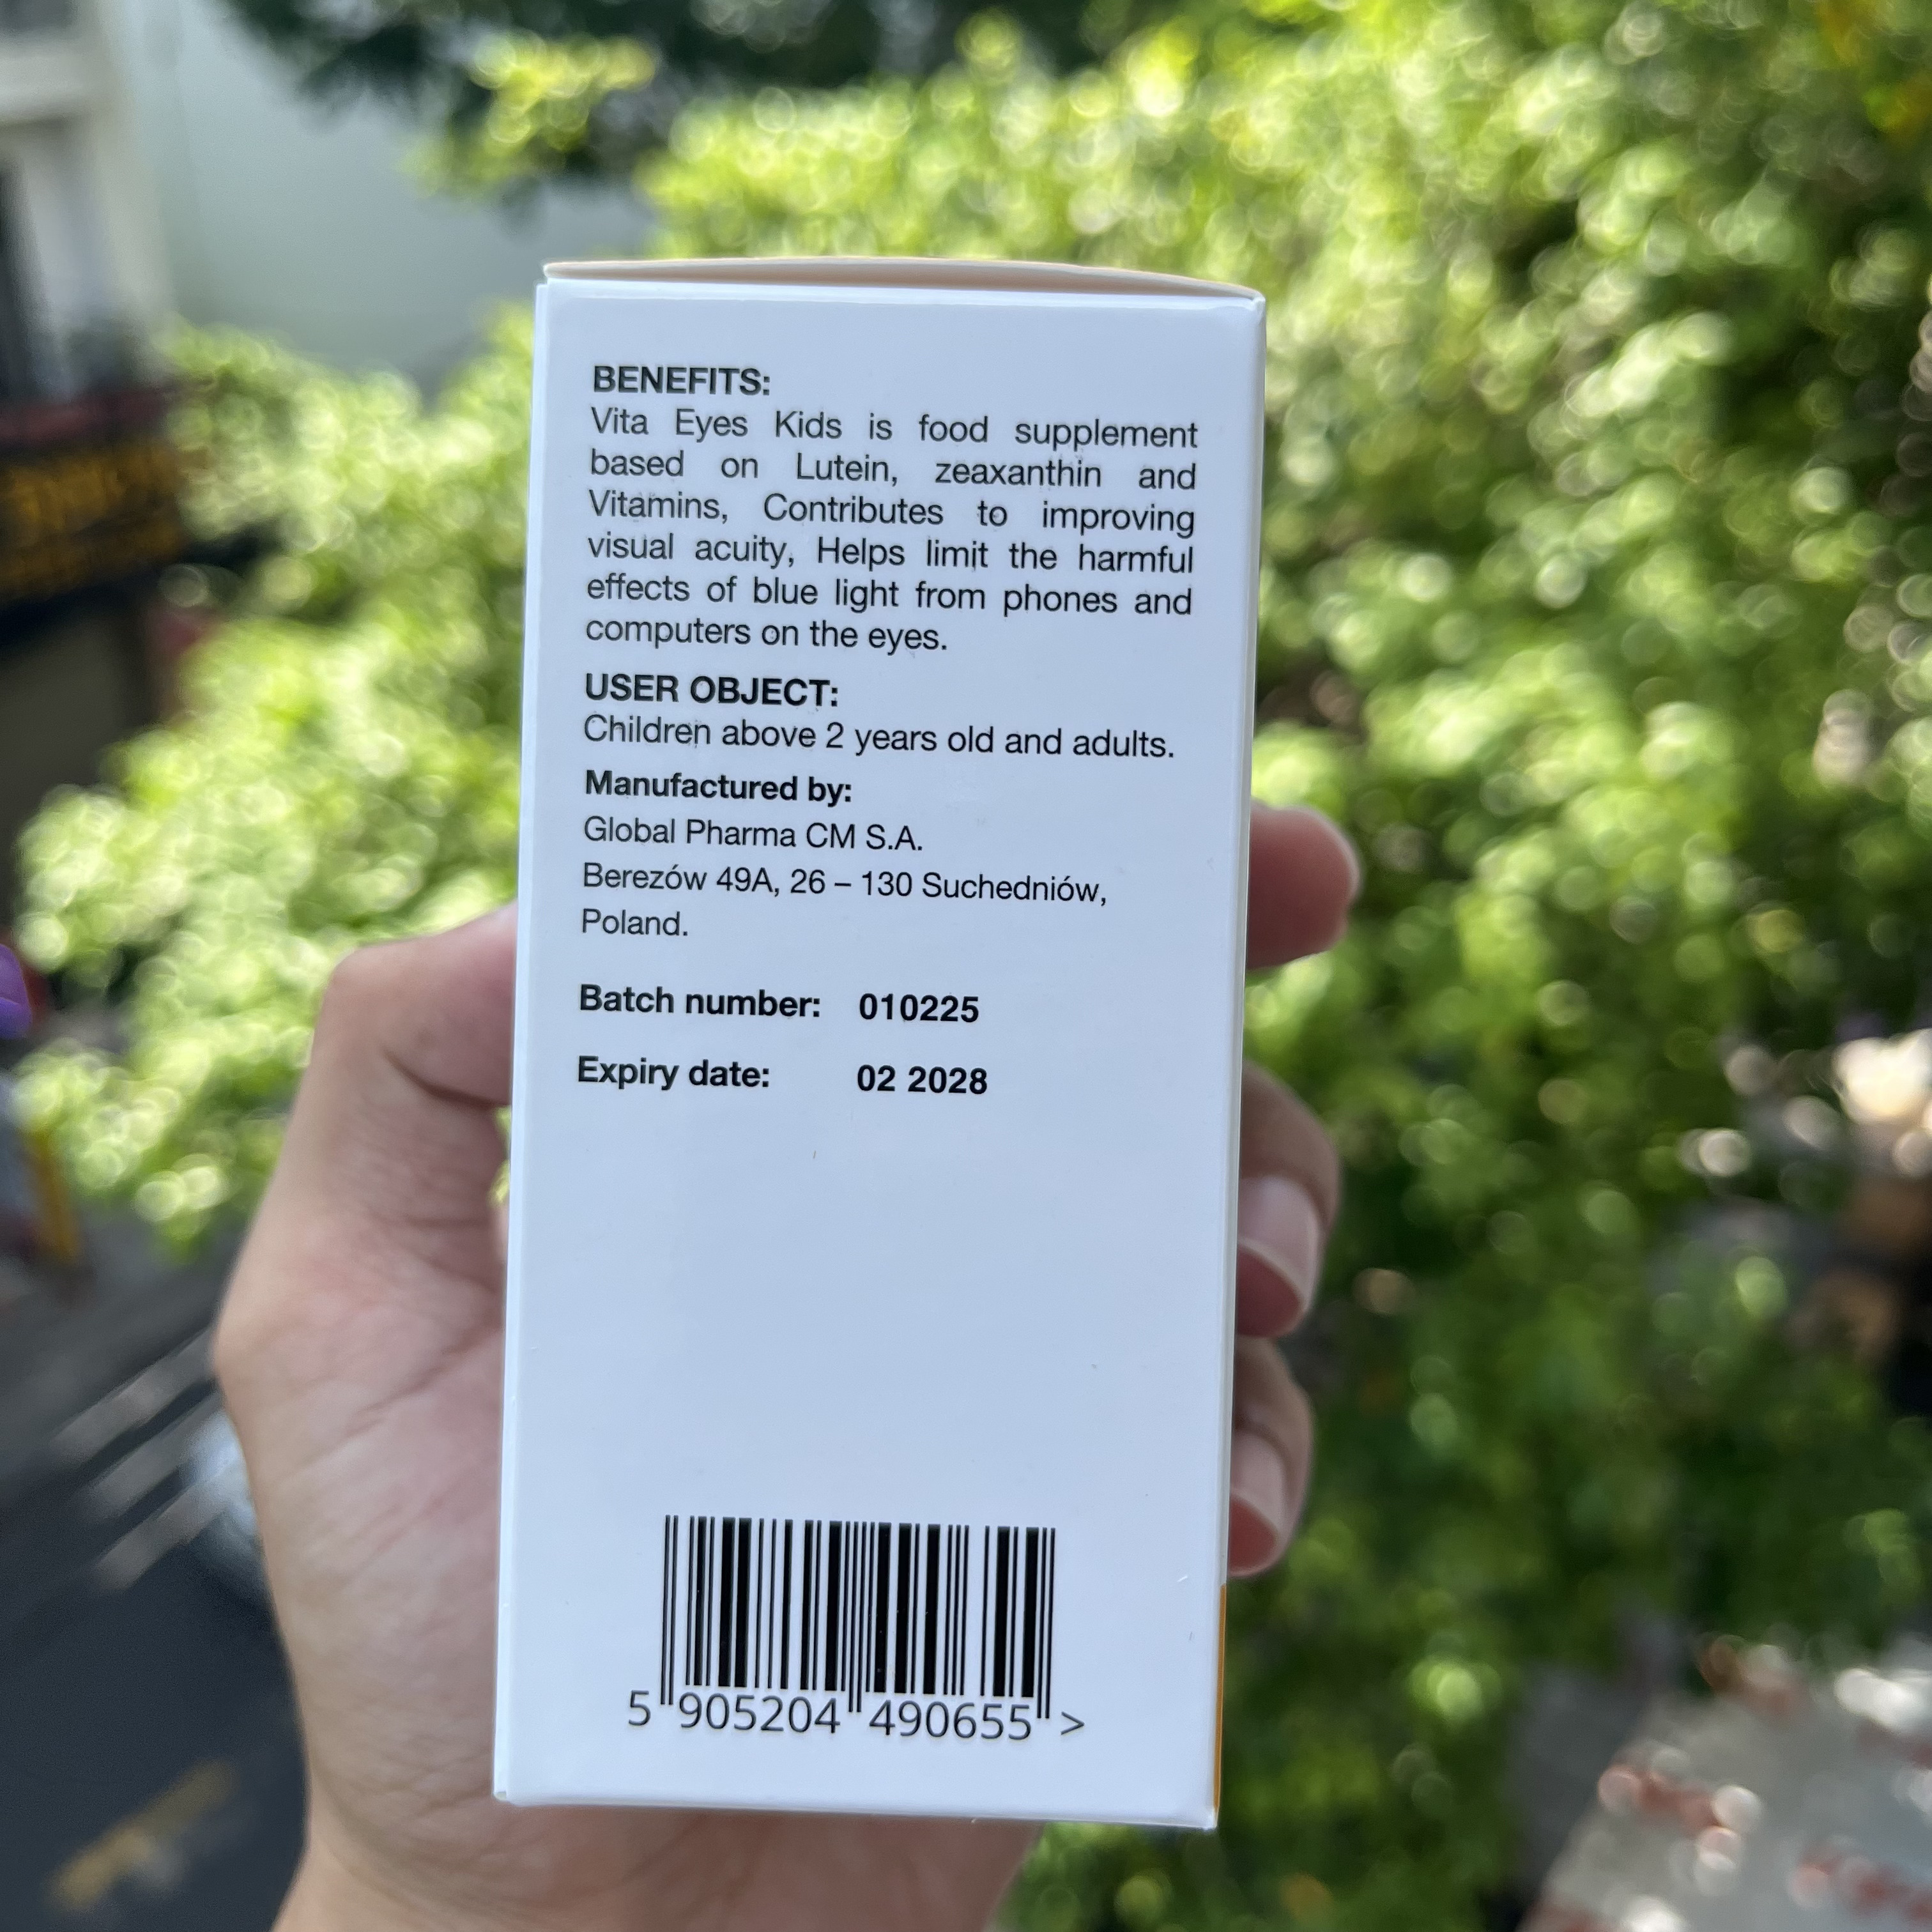 BENEFITS:
Vita Eyes Kids is food supplement
based on Lutein, zeaxanthin and
Vitamins, Contributes to improving
visual acuity, Helps limit the harmful
effects of blue light from phones and
computers on the eyes.
USER OBJECT:
Children above 2 years old and adults.
Manufactured by:
Global Pharma CM S.A.
Berezów 49A, 26 – 130 Suchedniów,
Poland.
Batch number: 010225
Expiry date: 02 2028
5 905204 490655 >